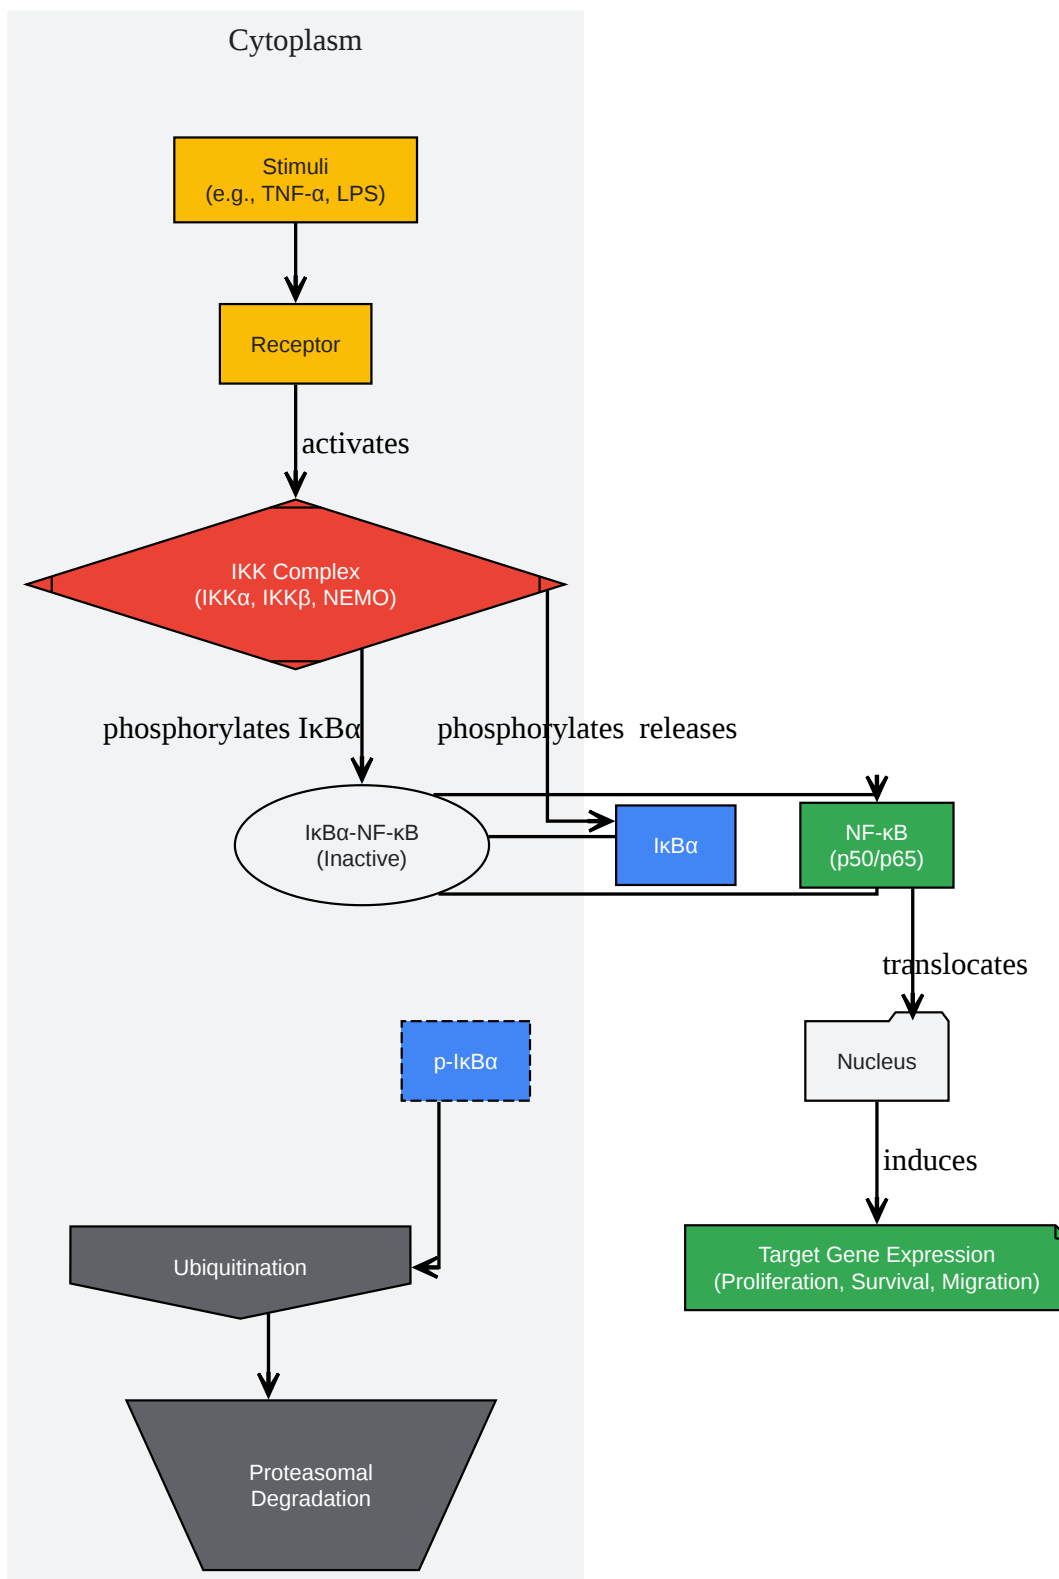 Cytoplasm
Stimuli
(e.g., TNF-α, LPS)
Receptor
activates
IKK Complex
(IKKα, IKKβ, NEMO)
phosphorylates IκBα
phosphorylates
releases
IκBα-NF-κB
(Inactive)
IκBα
NF-κB
(p50/p65)
translocates
p-IκBα
Nucleus
induces
Ubiquitination
Target Gene Expression
(Proliferation, Survival, Migration)
Proteasomal
Degradation